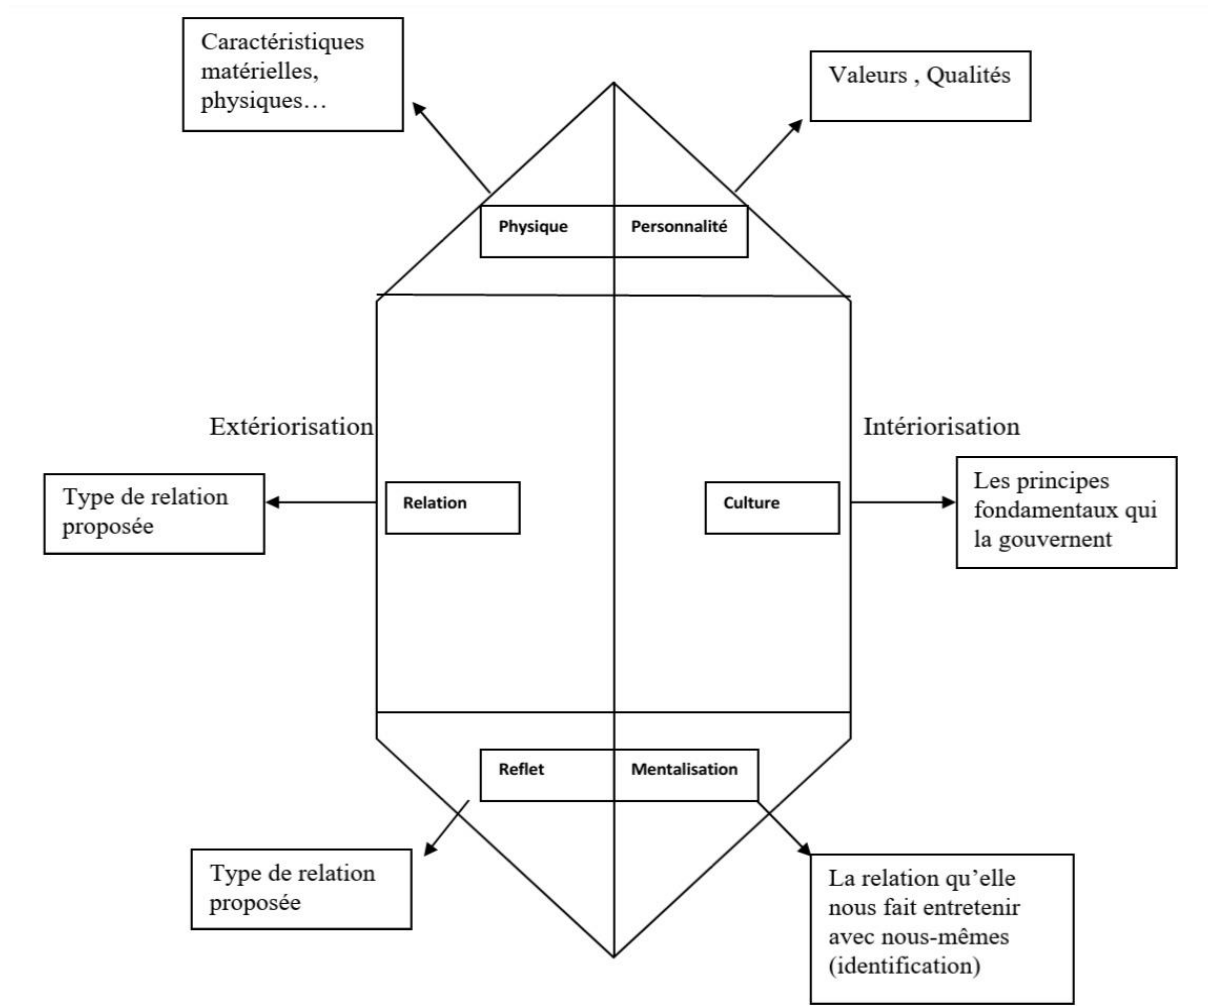 Caractéristiques
matérielles,
physiques…
Valeurs , Qualités
Physique
Personnalité
Extériorisation
Intériorisation
Type de relation
proposée
Relation
Culture
Les principes
fondamentaux qui
la gouvernent
Reflet
Mentalisation
Type de relation
proposée
La relation qu’elle
nous fait entretenir
avec nous-mêmes
(identification)